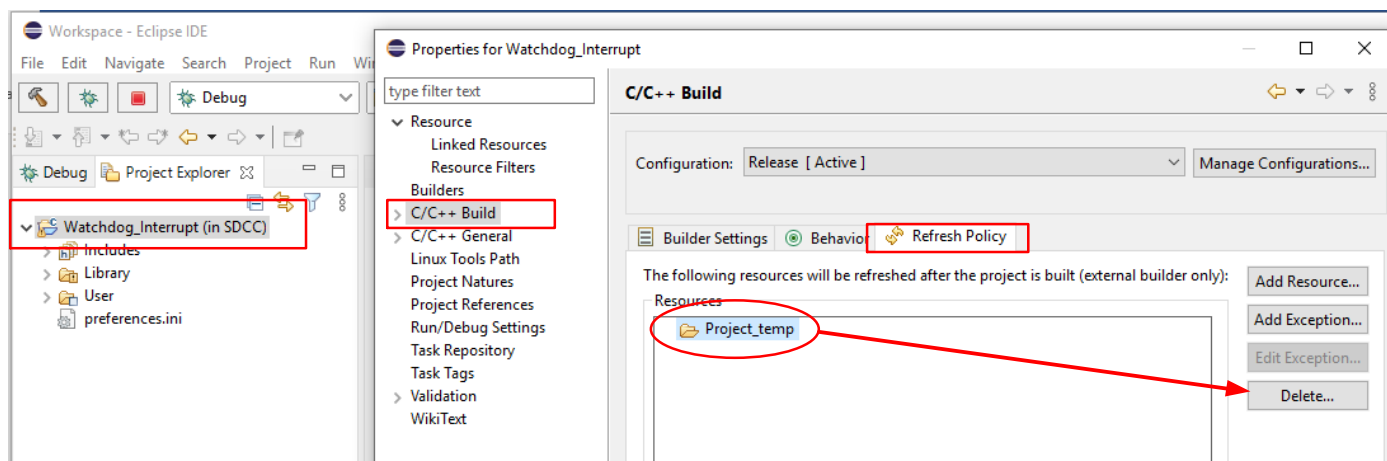 Workspace - Eclipse IDE
File Edit Navigate Search Project Run
Debug
Debug Project Explorer
Watchdog_Interrupt (in SDCC)
Includes
Library
User
preferences.ini
Properties for Watchdog_Interrupt
type filter text
Resource
Linked Resources
Resource Filters
Builders
C/C++ Build
C/C++ General
Linux Tools Path
Project Natures
Project References
Run/Debug Settings
Task Repository
Task Tags
Validation
WikiText
C/C++ Build
Configuration: Release [ Active ] Manage Configurations...
Builder Settings Behavior Refresh Policy
The following resources will be refreshed after the project is built (external builder only):
Resources
Project_temp
Add Resource...
Add Exception...
Edit Exception...
Delete...